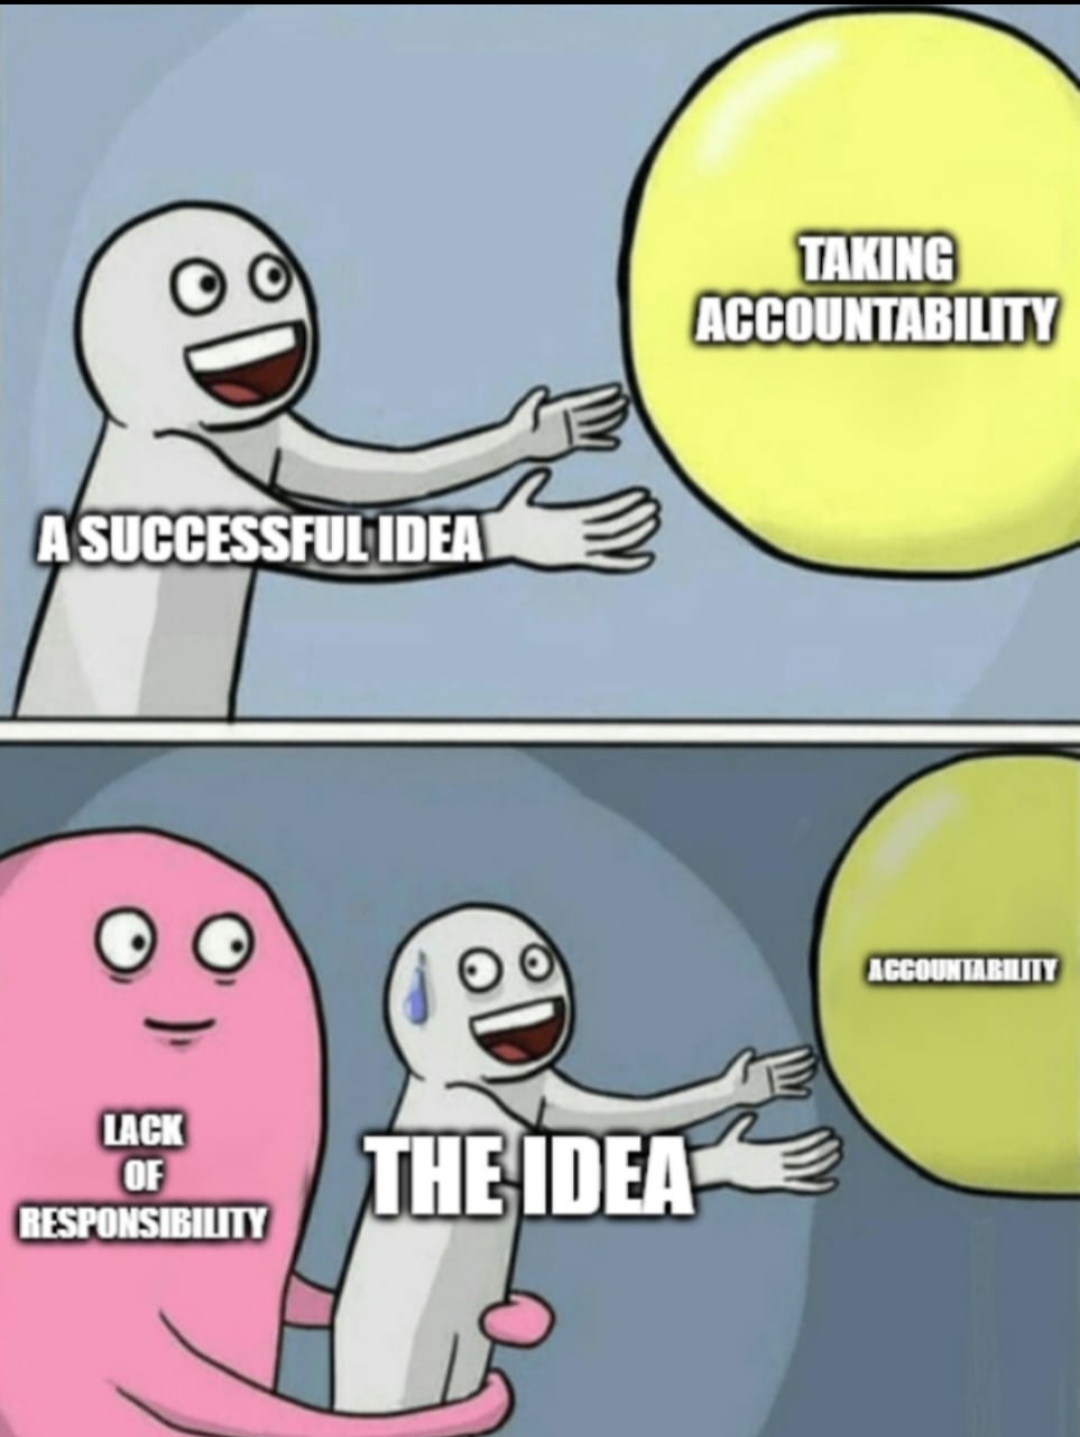 TAKING
ACCOUNTABILITY
A SUCCESSFUL IDEA
ACCOUNTABILITY
LACK
OF
RESPONSIBILITY
THE IDEA